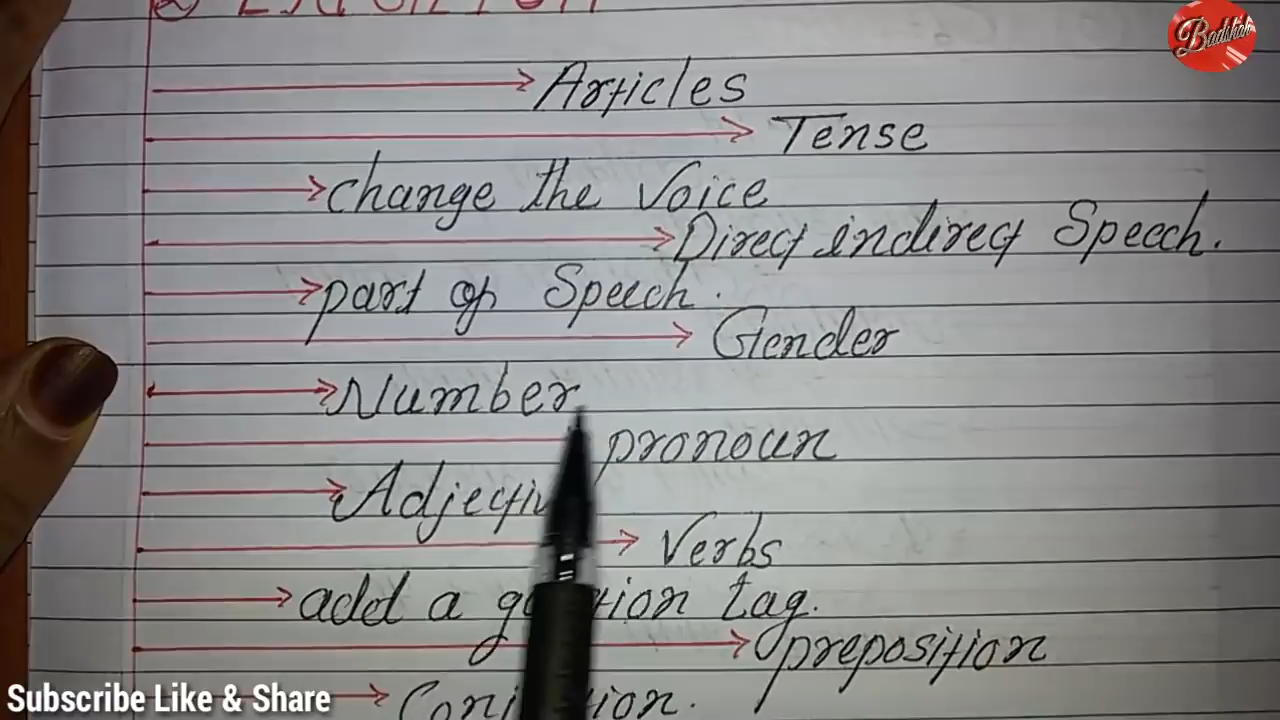 Badshah
Articles
Tense
change the Voice
Direct indirect Speech.
part of Speech.
Gender
Number
pronoun
Verbs
add a tag.
preposition
Subscribe Like & Share